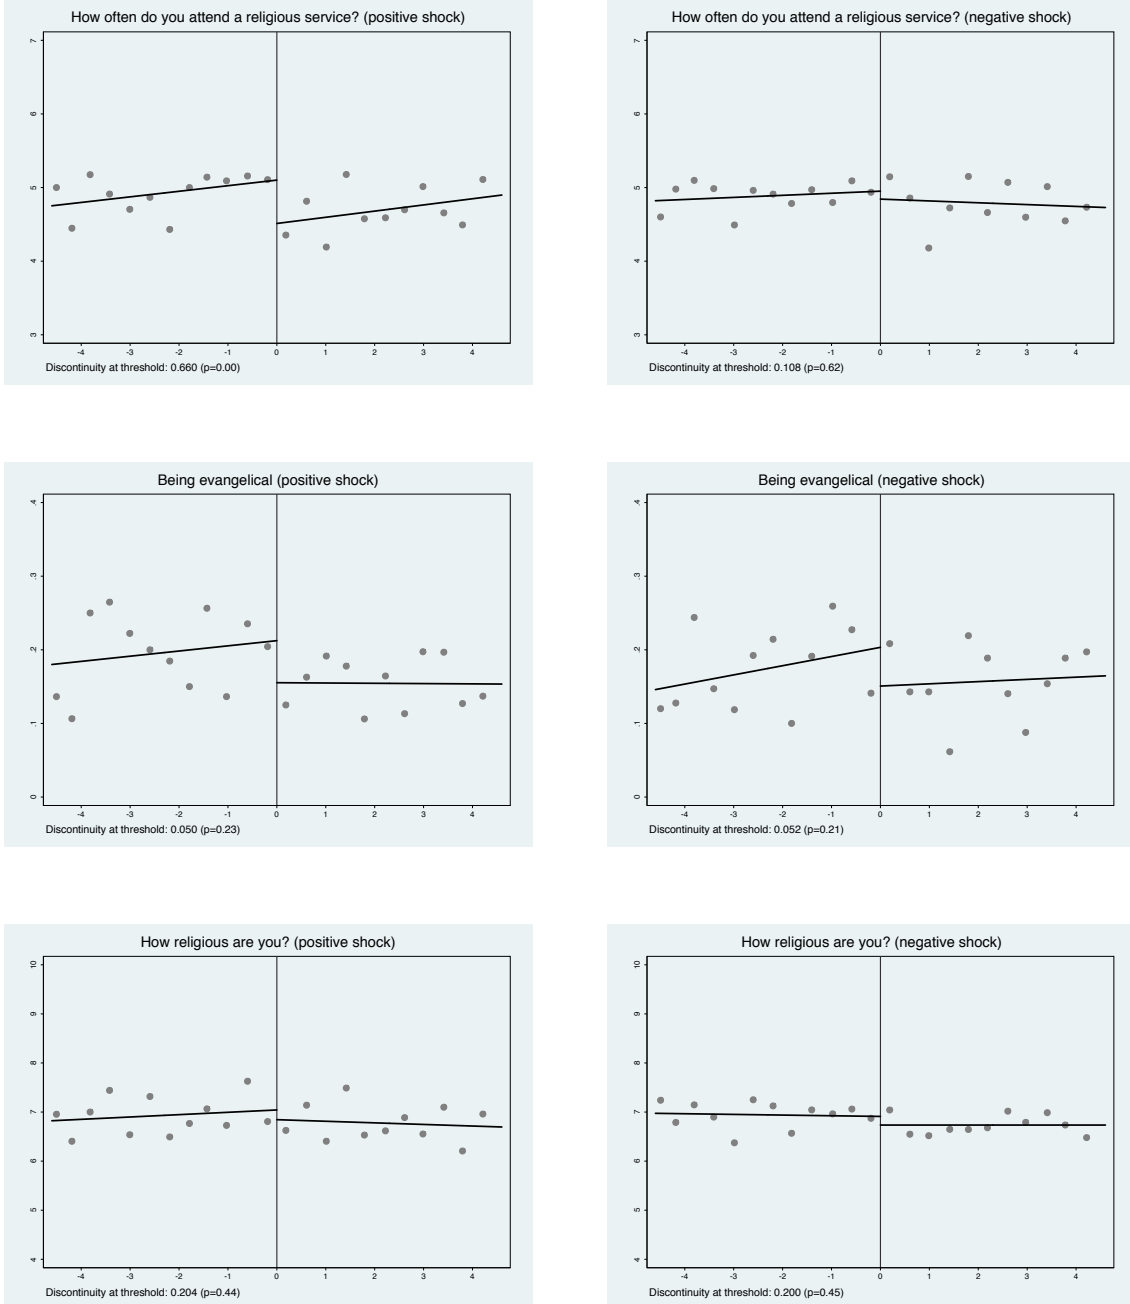 How often do you attend a religious service? (positive shock)
7
6
5
4
3
-4 -3 -2 -1 0 1 2 3 4
Discontinuity at threshold: 0.660 (p=0.00)
How often do you attend a religious service? (negative shock)
7
6
5
4
3
-4 -3 -2 -1 0 1 2 3 4
Discontinuity at threshold: 0.108 (p=0.62)
Being evangelical (positive shock)
.4
.3
.2
.1
0
-4 -3 -2 -1 0 1 2 3 4
Discontinuity at threshold: 0.050 (p=0.23)
Being evangelical (negative shock)
.4
.3
.2
.1
0
-4 -3 -2 -1 0 1 2 3 4
Discontinuity at threshold: 0.052 (p=0.21)
How religious are you? (positive shock)
10
9
8
7
6
5
4
-4 -3 -2 -1 0 1 2 3 4
Discontinuity at threshold: 0.204 (p=0.44)
How religious are you? (negative shock)
10
9
8
7
6
5
4
-4 -3 -2 -1 0 1 2 3 4
Discontinuity at threshold: 0.200 (p=0.45)